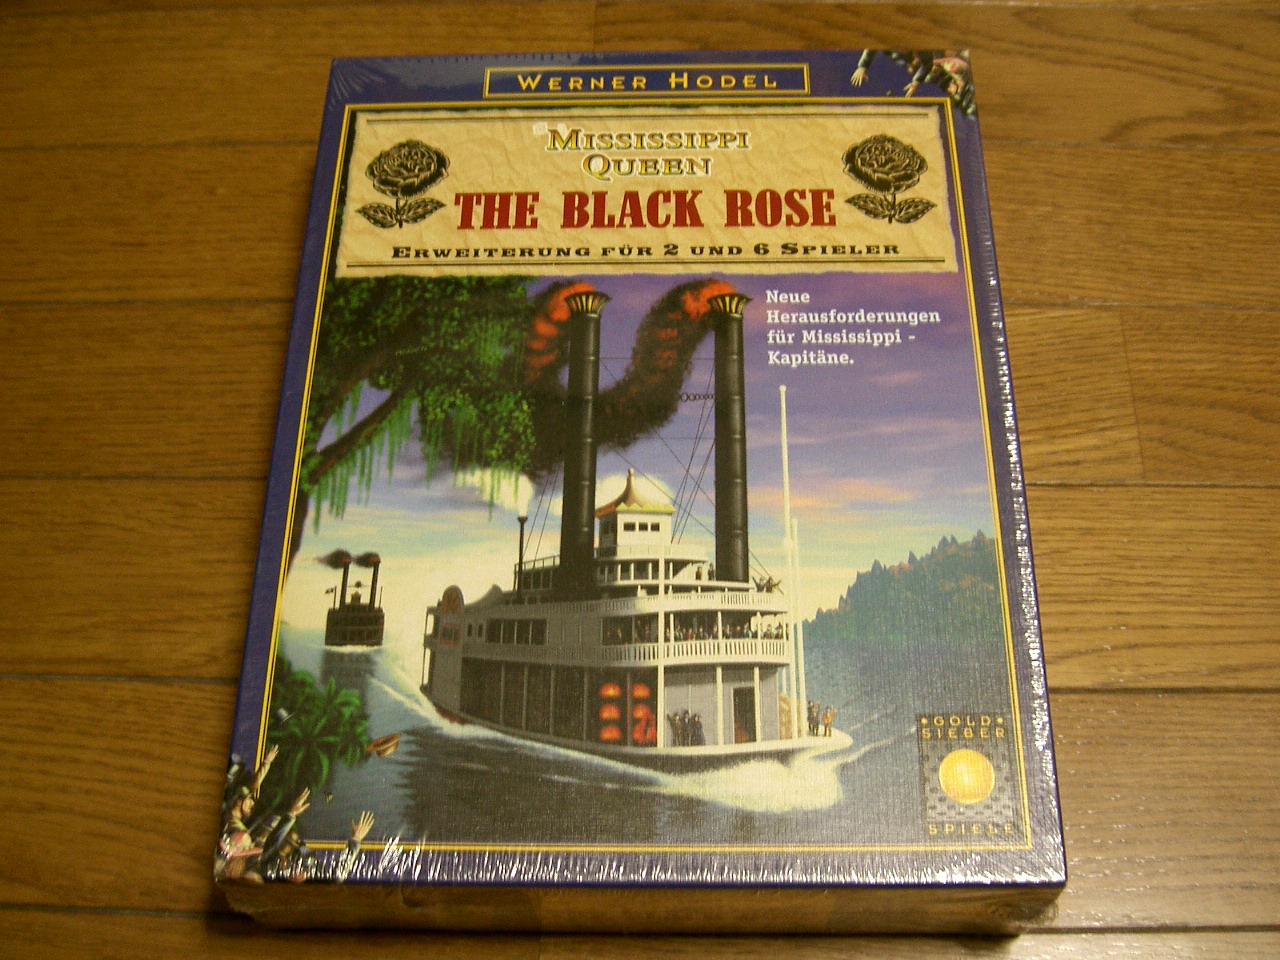 WERNER HODEL
MISSISSIPPI
QUEEN
THE BLACK ROSE
ERWEITERUNG FÜR 2 UND 6 SPIELER
Neue
Herausforderungen
für Mississippi -
Kapitäne.
GOLD
SIEBER
SPIELE